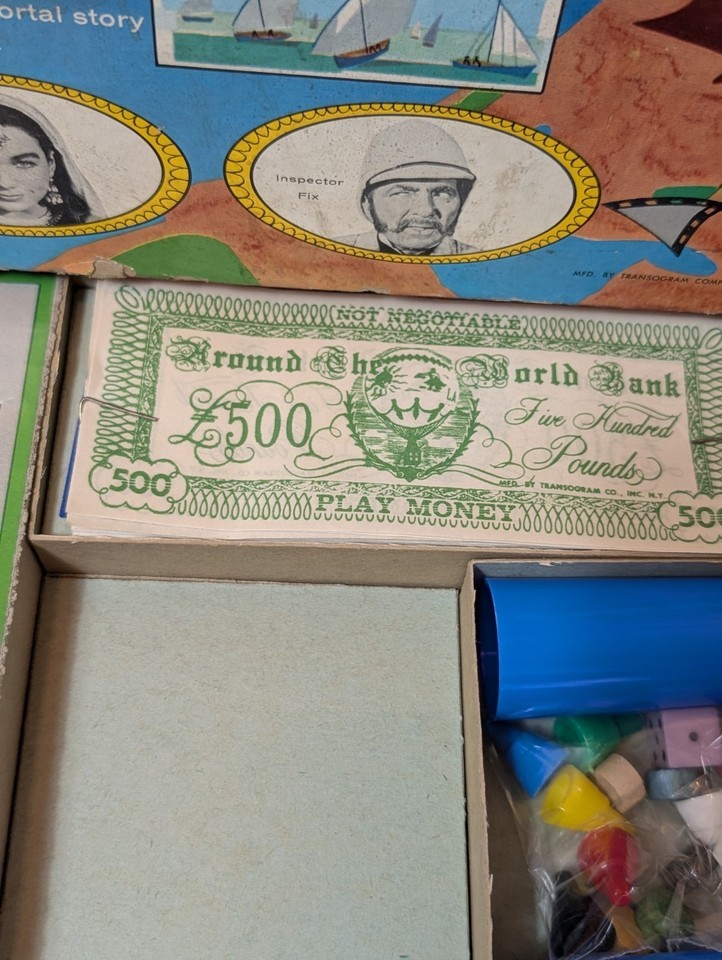 ortal story
Inspector
Fix
MFD. BY TRANSOGRAM COMP
NOT NEGOTIABLE
Around The World Bank
£500
Five Hundred
Pounds
MFD. BY TRANSOGRAM CO., INC. N.Y.
500
500
PLAY MONEY